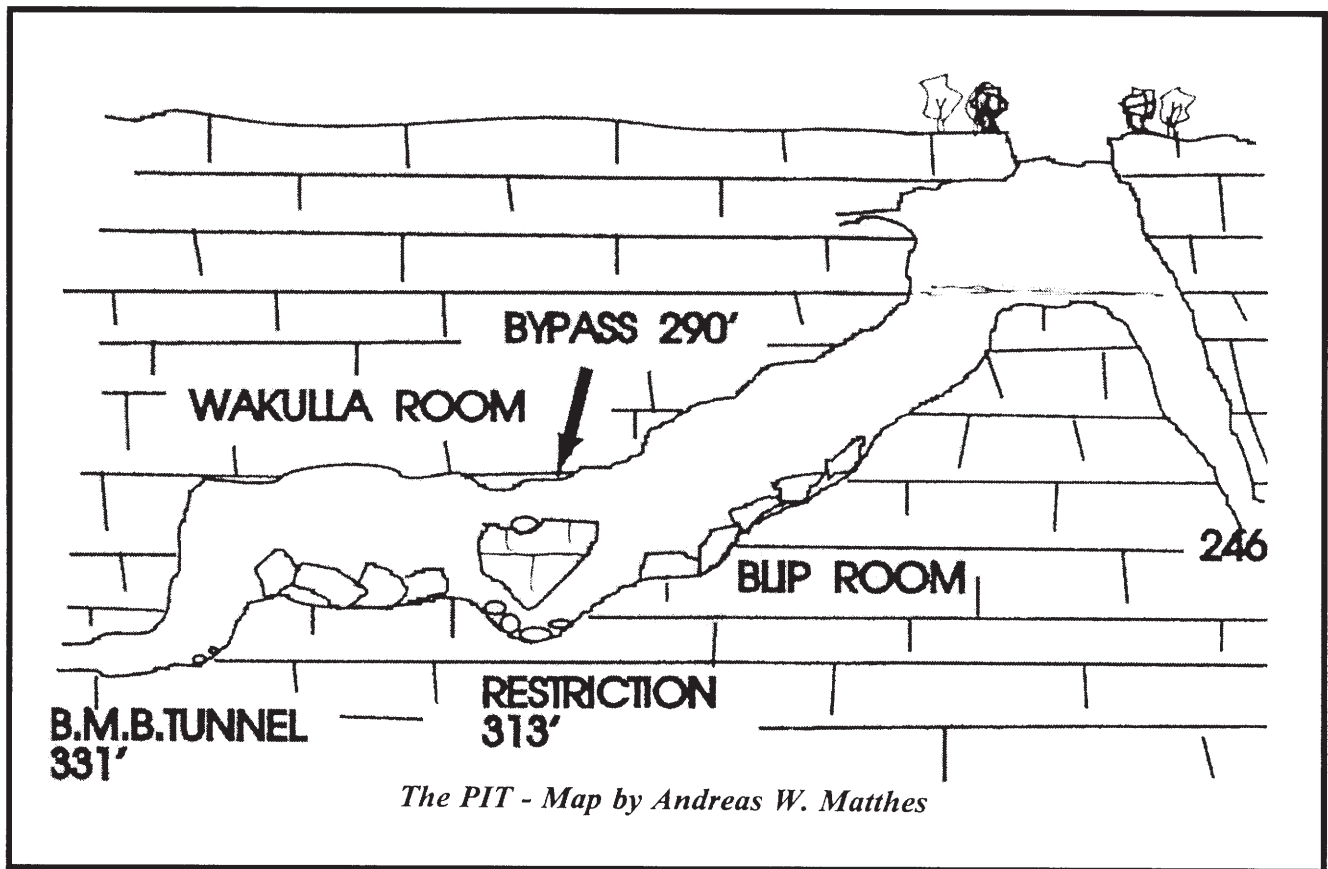 BYPASS 290'
WAKULLA ROOM
246
BLIP ROOM
RESTRICTION
313'
B.M.B.TUNNEL
331'
The PIT - Map by Andreas W. Matthes